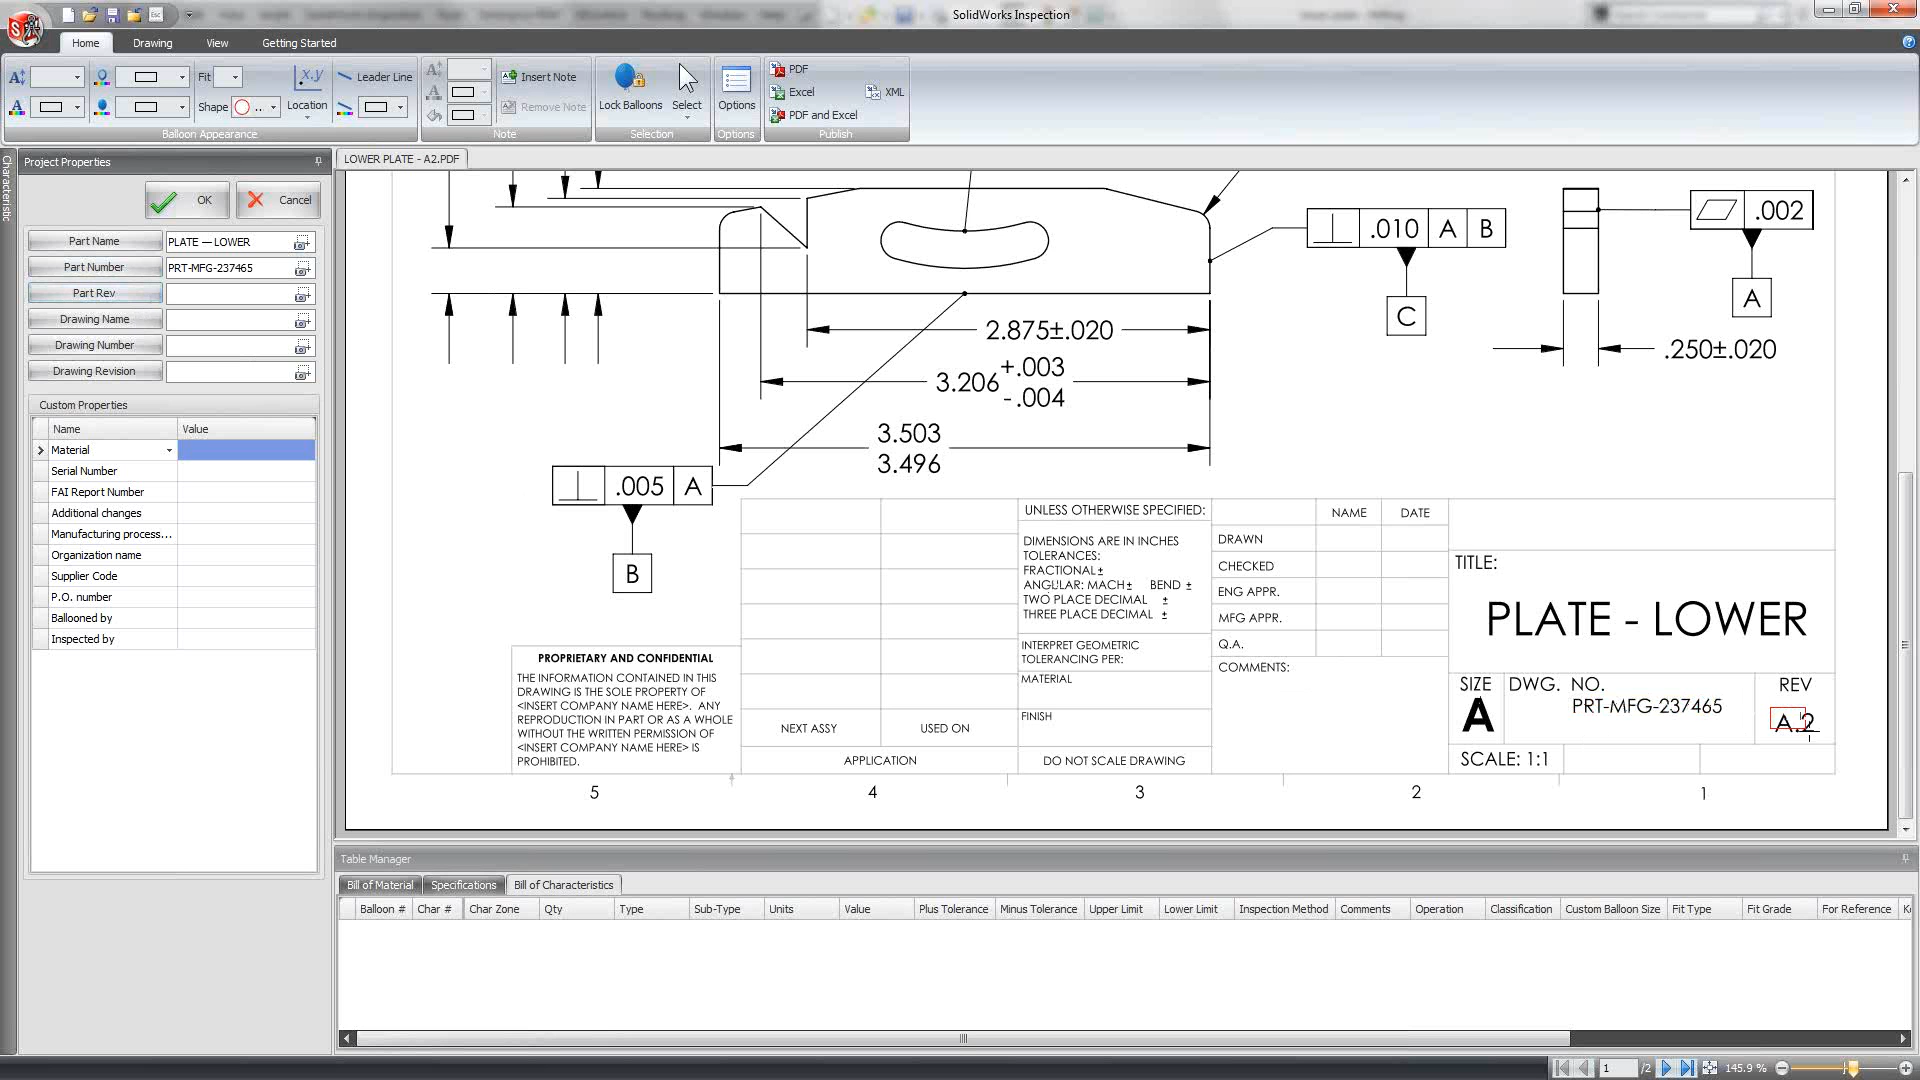 SolidWorks Inspection
Home
Drawing
View
Getting Started
Fit
Shape
Location
Leader Line
Balloon Appearance
Insert Note
Remove Note
Note
Lock Balloons
Select
Selection
Options
Options
PDF
Excel
XML
PDF and Excel
Publish
Characteristic
Project Properties
OK
Cancel
Part Name
PLATE — LOWER
Part Number
PRT-MFG-237465
Part Rev
Drawing Name
Drawing Number
Drawing Revision
Custom Properties
Name Value
Material
Serial Number
FAI Report Number
Additional changes
Manufacturing process...
Organization name
Supplier Code
P.O. number
Ballooned by
Inspected by
LOWER PLATE - A2.PDF
.010 A B
C
.002
A
2.875±.020
3.206 +.003
-.004
3.503
3.496
.250±.020
.005 A
B
PROPRIETARY AND CONFIDENTIAL
THE INFORMATION CONTAINED IN THIS
DRAWING IS THE SOLE PROPERTY OF
<INSERT COMPANY NAME HERE>. ANY
REPRODUCTION IN PART OR AS A WHOLE
WITHOUT THE WRITTEN PERMISSION OF
<INSERT COMPANY NAME HERE> IS
PROHIBITED.
NEXT ASSY
USED ON
APPLICATION
UNLESS OTHERWISE SPECIFIED:
DIMENSIONS ARE IN INCHES
TOLERANCES:
FRACTIONAL±
ANGULAR: MACH± BEND ±
TWO PLACE DECIMAL ±
THREE PLACE DECIMAL ±
INTERPRET GEOMETRIC
TOLERANCING PER:
MATERIAL
FINISH
DO NOT SCALE DRAWING
NAME
DATE
DRAWN
CHECKED
ENG APPR.
MFG APPR.
Q.A.
COMMENTS:
TITLE:
PLATE - LOWER
SIZE
A
DWG. NO.
PRT-MFG-237465
REV
A.2
SCALE: 1:1
5 4 3 2 1
Table Manager
Bill of Material
Specifications
Bill of Characteristics
Balloon # Char # Char Zone Qty Type Sub-Type Units Value Plus Tolerance Minus Tolerance Upper Limit Lower Limit Inspection Method Comments Operation Classification Custom Balloon Size Fit Type Fit Grade For Reference
1 /2 145.9 %